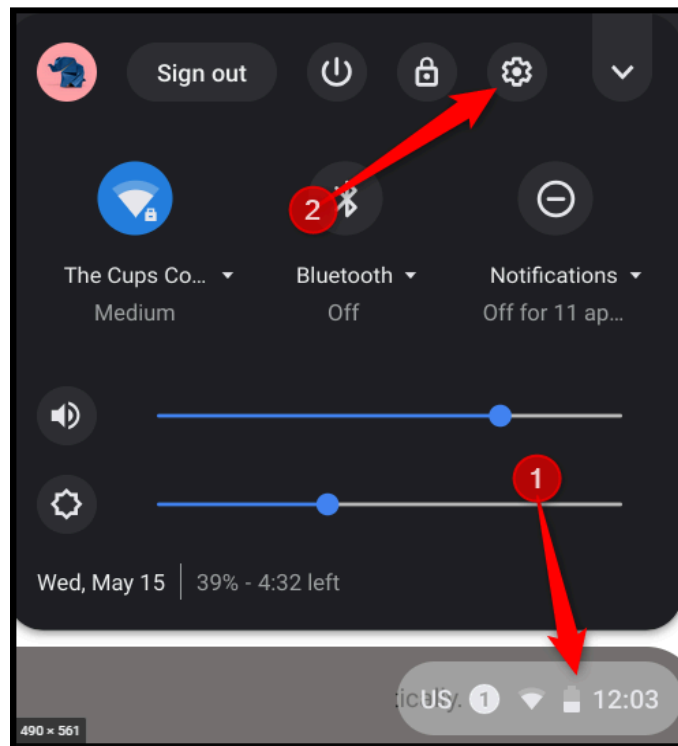 Sign out
2
The Cups Co... Bluetooth Notifications
Medium Off Off for 11 ap...
1
Wed, May 15 39% - 4:32 left
US 1 12:03
490 × 561